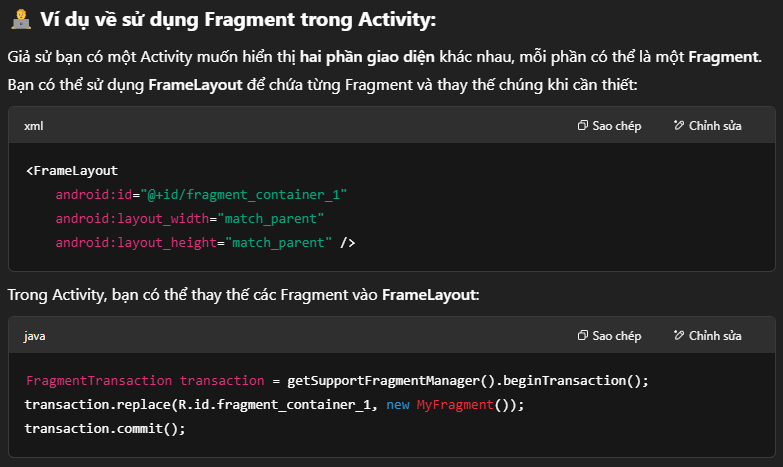 🧑‍💻 Ví dụ về sử dụng Fragment trong Activity:
Giả sử bạn có một Activity muốn hiển thị hai phần giao diện khác nhau, mỗi phần có thể là một Fragment.
Bạn có thể sử dụng FrameLayout để chứa từng Fragment và thay thế chúng khi cần thiết:
xml Sao chép Chỉnh sửa
<FrameLayout
    android:id="@+id/fragment_container_1"
    android:layout_width="match_parent"
    android:layout_height="match_parent" />
Trong Activity, bạn có thể thay thế các Fragment vào FrameLayout:
java Sao chép Chỉnh sửa
FragmentTransaction transaction = getSupportFragmentManager().beginTransaction();
transaction.replace(R.id.fragment_container_1, new MyFragment());
transaction.commit();